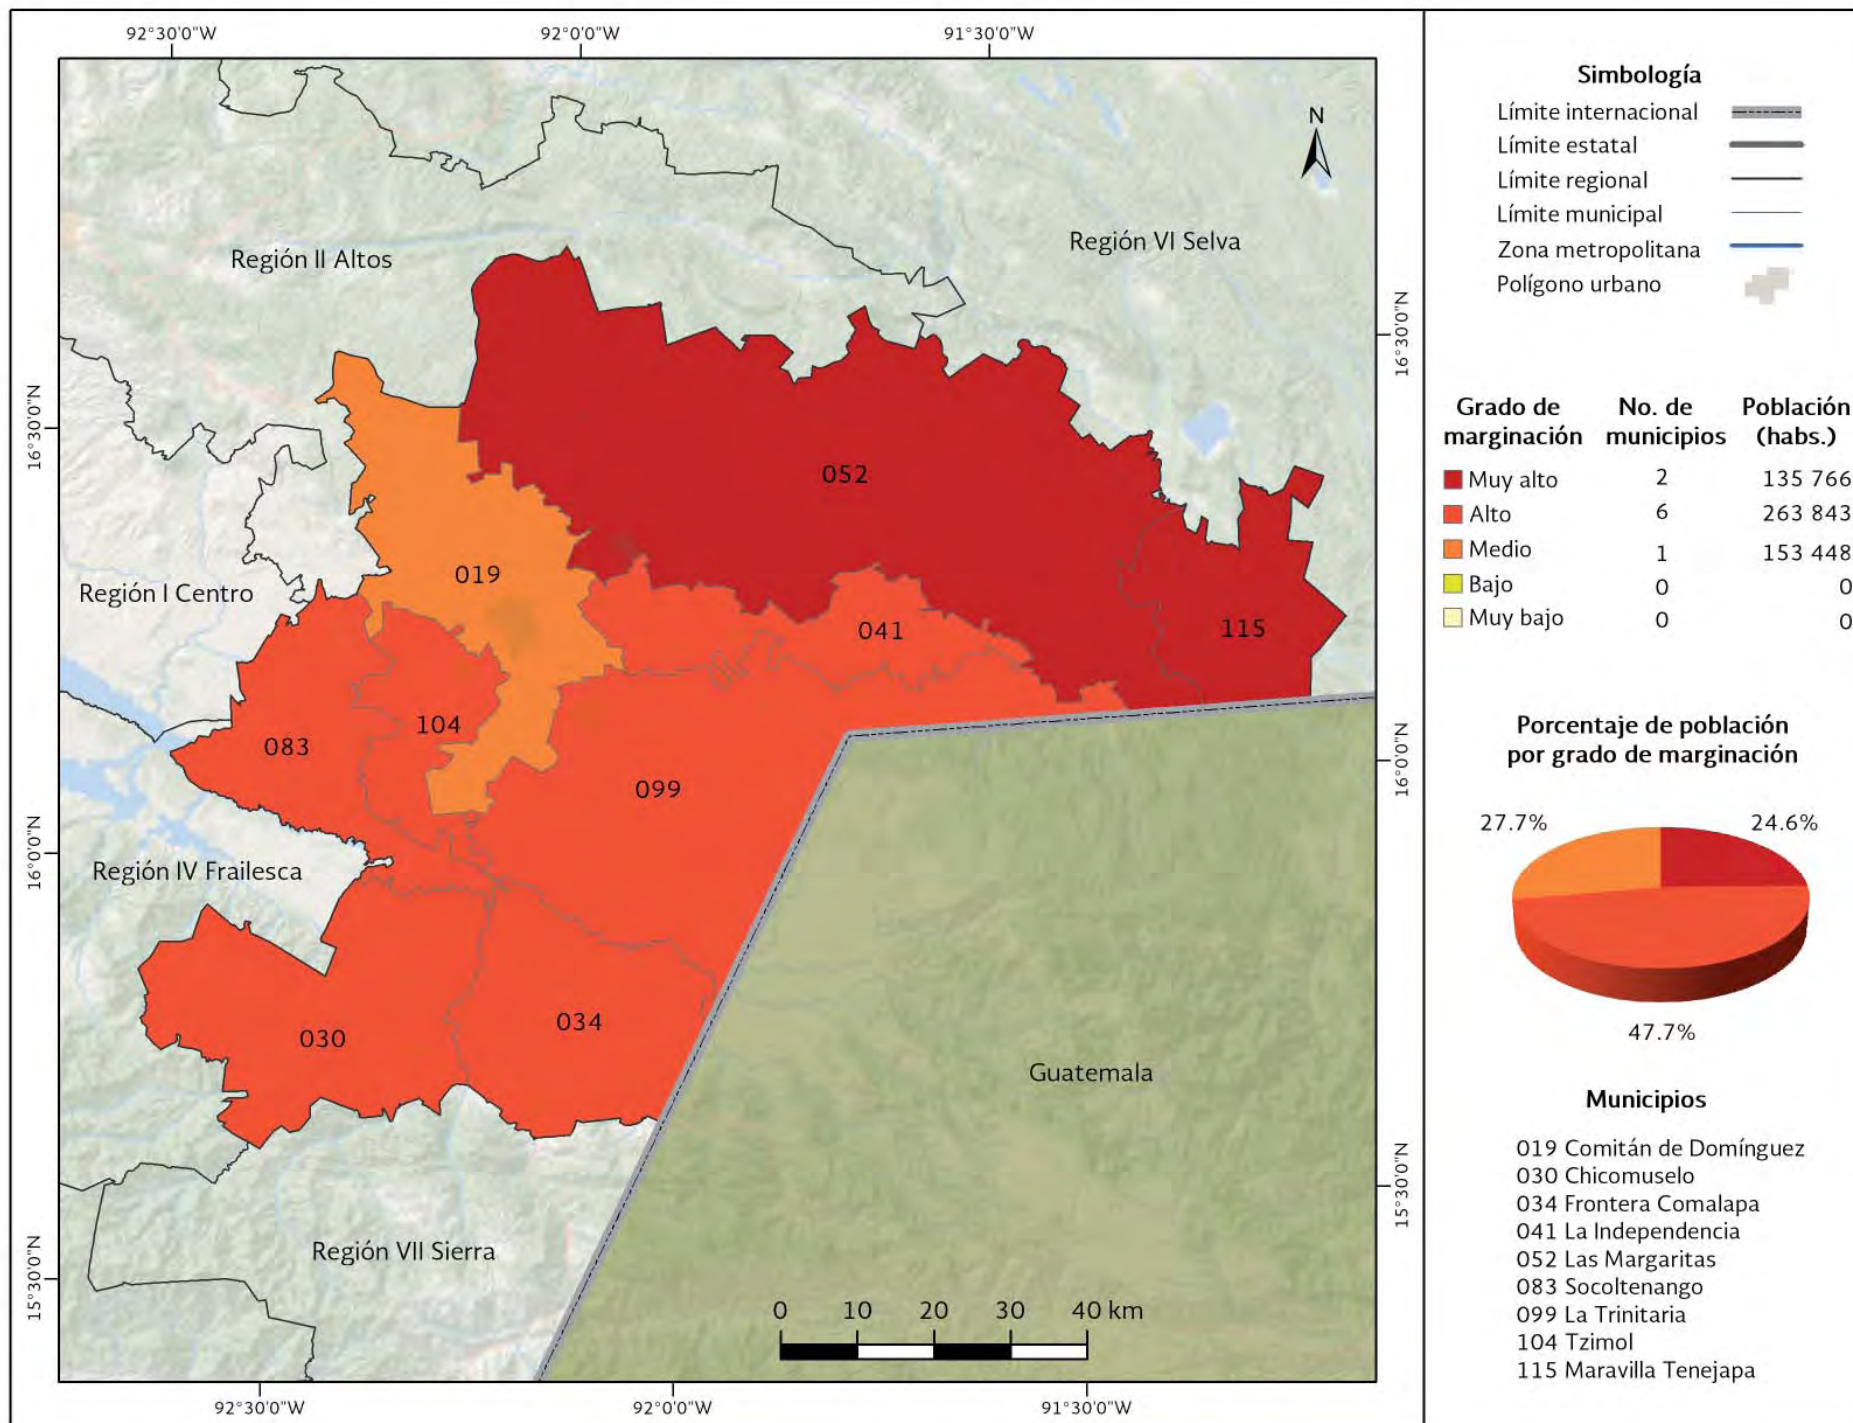 92°30'0"W
92°0'0"W
91°30'0"W
16°30'0"N
16°0'0"N
15°30'0"N
16°30'0"N
16°0'0"N
15°30'0"N
92°30'0"W
92°0'0"W
91°30'0"W
N
Región II Altos
Región VI Selva
Región I Centro
Región IV Frailesca
Región VII Sierra
Guatemala
052
019
041
115
104
083
099
034
030
0 10 20 30 40 km
Simbología
Límite internacional
Límite estatal
Límite regional
Límite municipal
Zona metropolitana
Polígono urbano
Grado de marginación No. de municipios Población (habs.)
Muy alto 2 135 766
Alto 6 263 843
Medio 1 153 448
Bajo 0 0
Muy bajo 0 0
Porcentaje de población
por grado de marginación
27.7%
24.6%
47.7%
Municipios
019 Comitán de Domínguez
030 Chicomuselo
034 Frontera Comalapa
041 La Independencia
052 Las Margaritas
083 Socoltenango
099 La Trinitaria
104 Tzimol
115 Maravilla Tenejapa